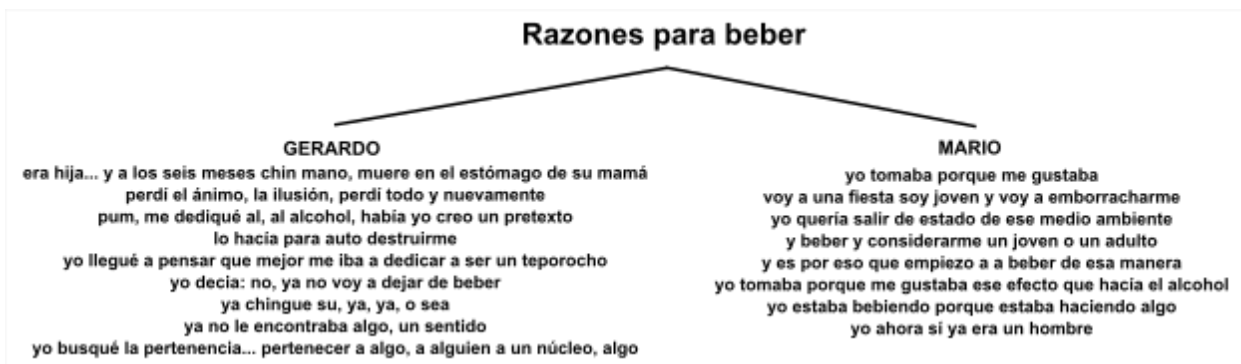 Razones para beber
GERARDO
era hija... y a los seis meses chin mano, muere en el estómago de su mamá
perdí el ánimo, la ilusión, perdí todo y nuevamente
pum, me dediqué al, al alcohol, había yo creo un pretexto
lo hacía para auto destruirme
yo llegué a pensar que mejor me iba a dedicar a ser un teporocho
yo decia: no, ya no voy a dejar de beber
ya chingue su, ya, ya, o sea
ya no le encontraba algo, un sentido
yo busqué la pertenencia... pertenecer a algo, a alguien a un núcleo, algo
MARIO
yo tomaba porque me gustaba
voy a una fiesta soy joven y voy a emborracharme
yo quería salir de estado de ese medio ambiente
y beber y considerarme un joven o un adulto
y es por eso que empiezo a a beber de esa manera
yo tomaba porque me gustaba ese efecto que hacía el alcohol
yo estaba bebiendo porque estaba haciendo algo
yo ahora sí ya era un hombre